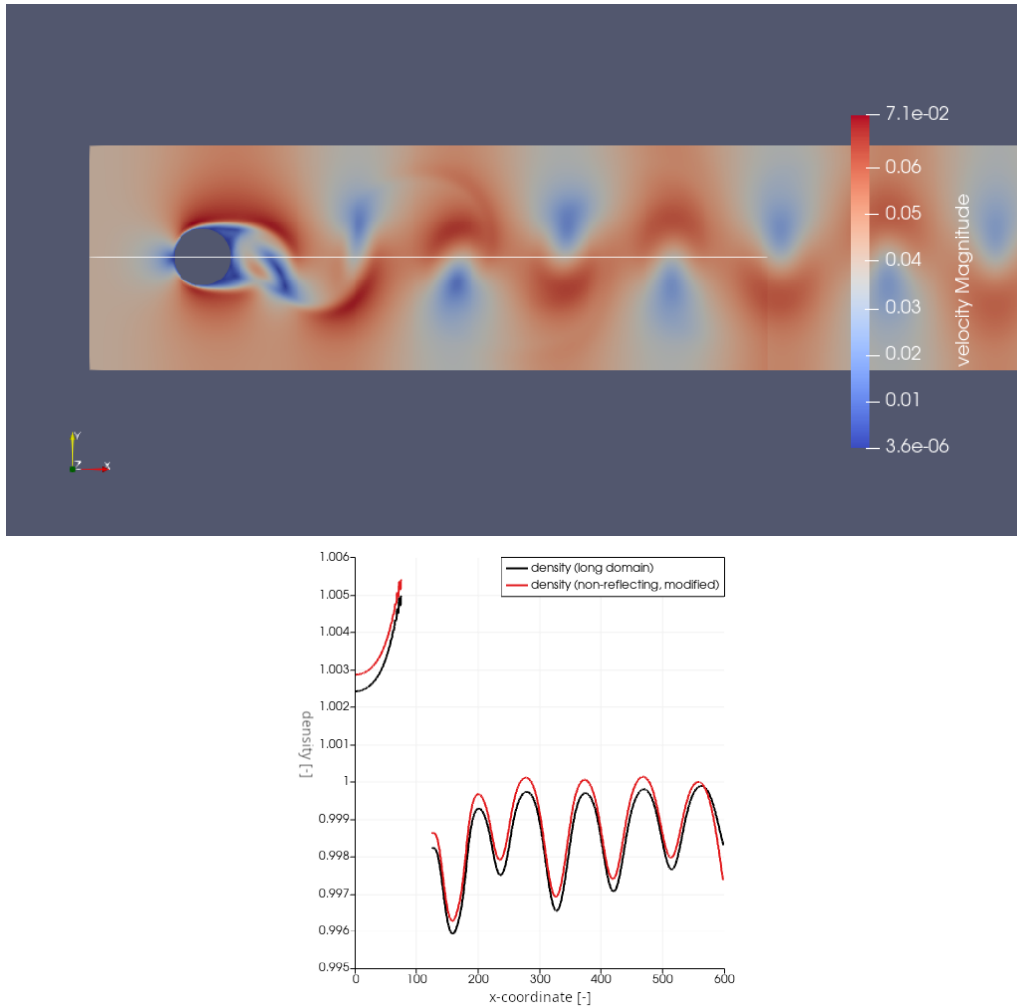 7.1e-02
0.06
0.05
0.04
0.03
0.02
0.01
3.6e-06
velocity Magnitude
Y
Z
X
density (long domain)
density (non-reflecting, modified)
1.006
1.005
1.004
1.003
1.002
1.001
1
0.999
0.998
0.997
0.996
0.995
density [-]
0
100
200
300
400
500
600
x-coordinate [-]